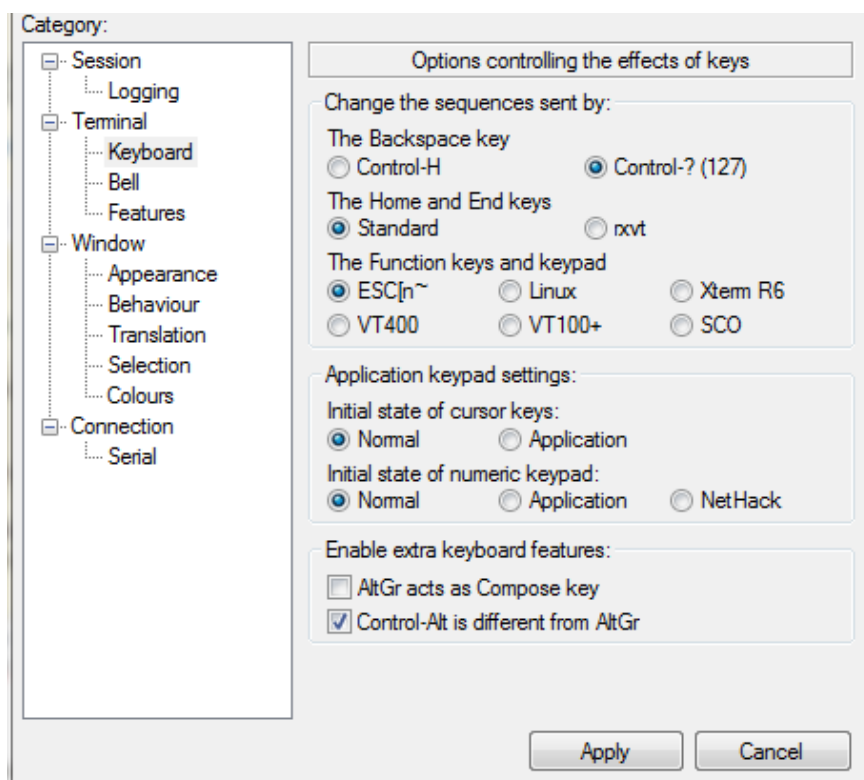 Category:
Session
Logging
Terminal
Keyboard
Bell
Features
Window
Appearance
Behaviour
Translation
Selection
Colours
Connection
Serial
Options controlling the effects of keys
Change the sequences sent by:
The Backspace key
Control-H Control-? (127)
The Home and End keys
Standard rxvt
The Function keys and keypad
ESC[n~ Linux Xterm R6
VT400 VT100+ SCO
Application keypad settings:
Initial state of cursor keys:
Normal Application
Initial state of numeric keypad:
Normal Application NetHack
Enable extra keyboard features:
AltGr acts as Compose key
Control-Alt is different from AltGr
Apply Cancel